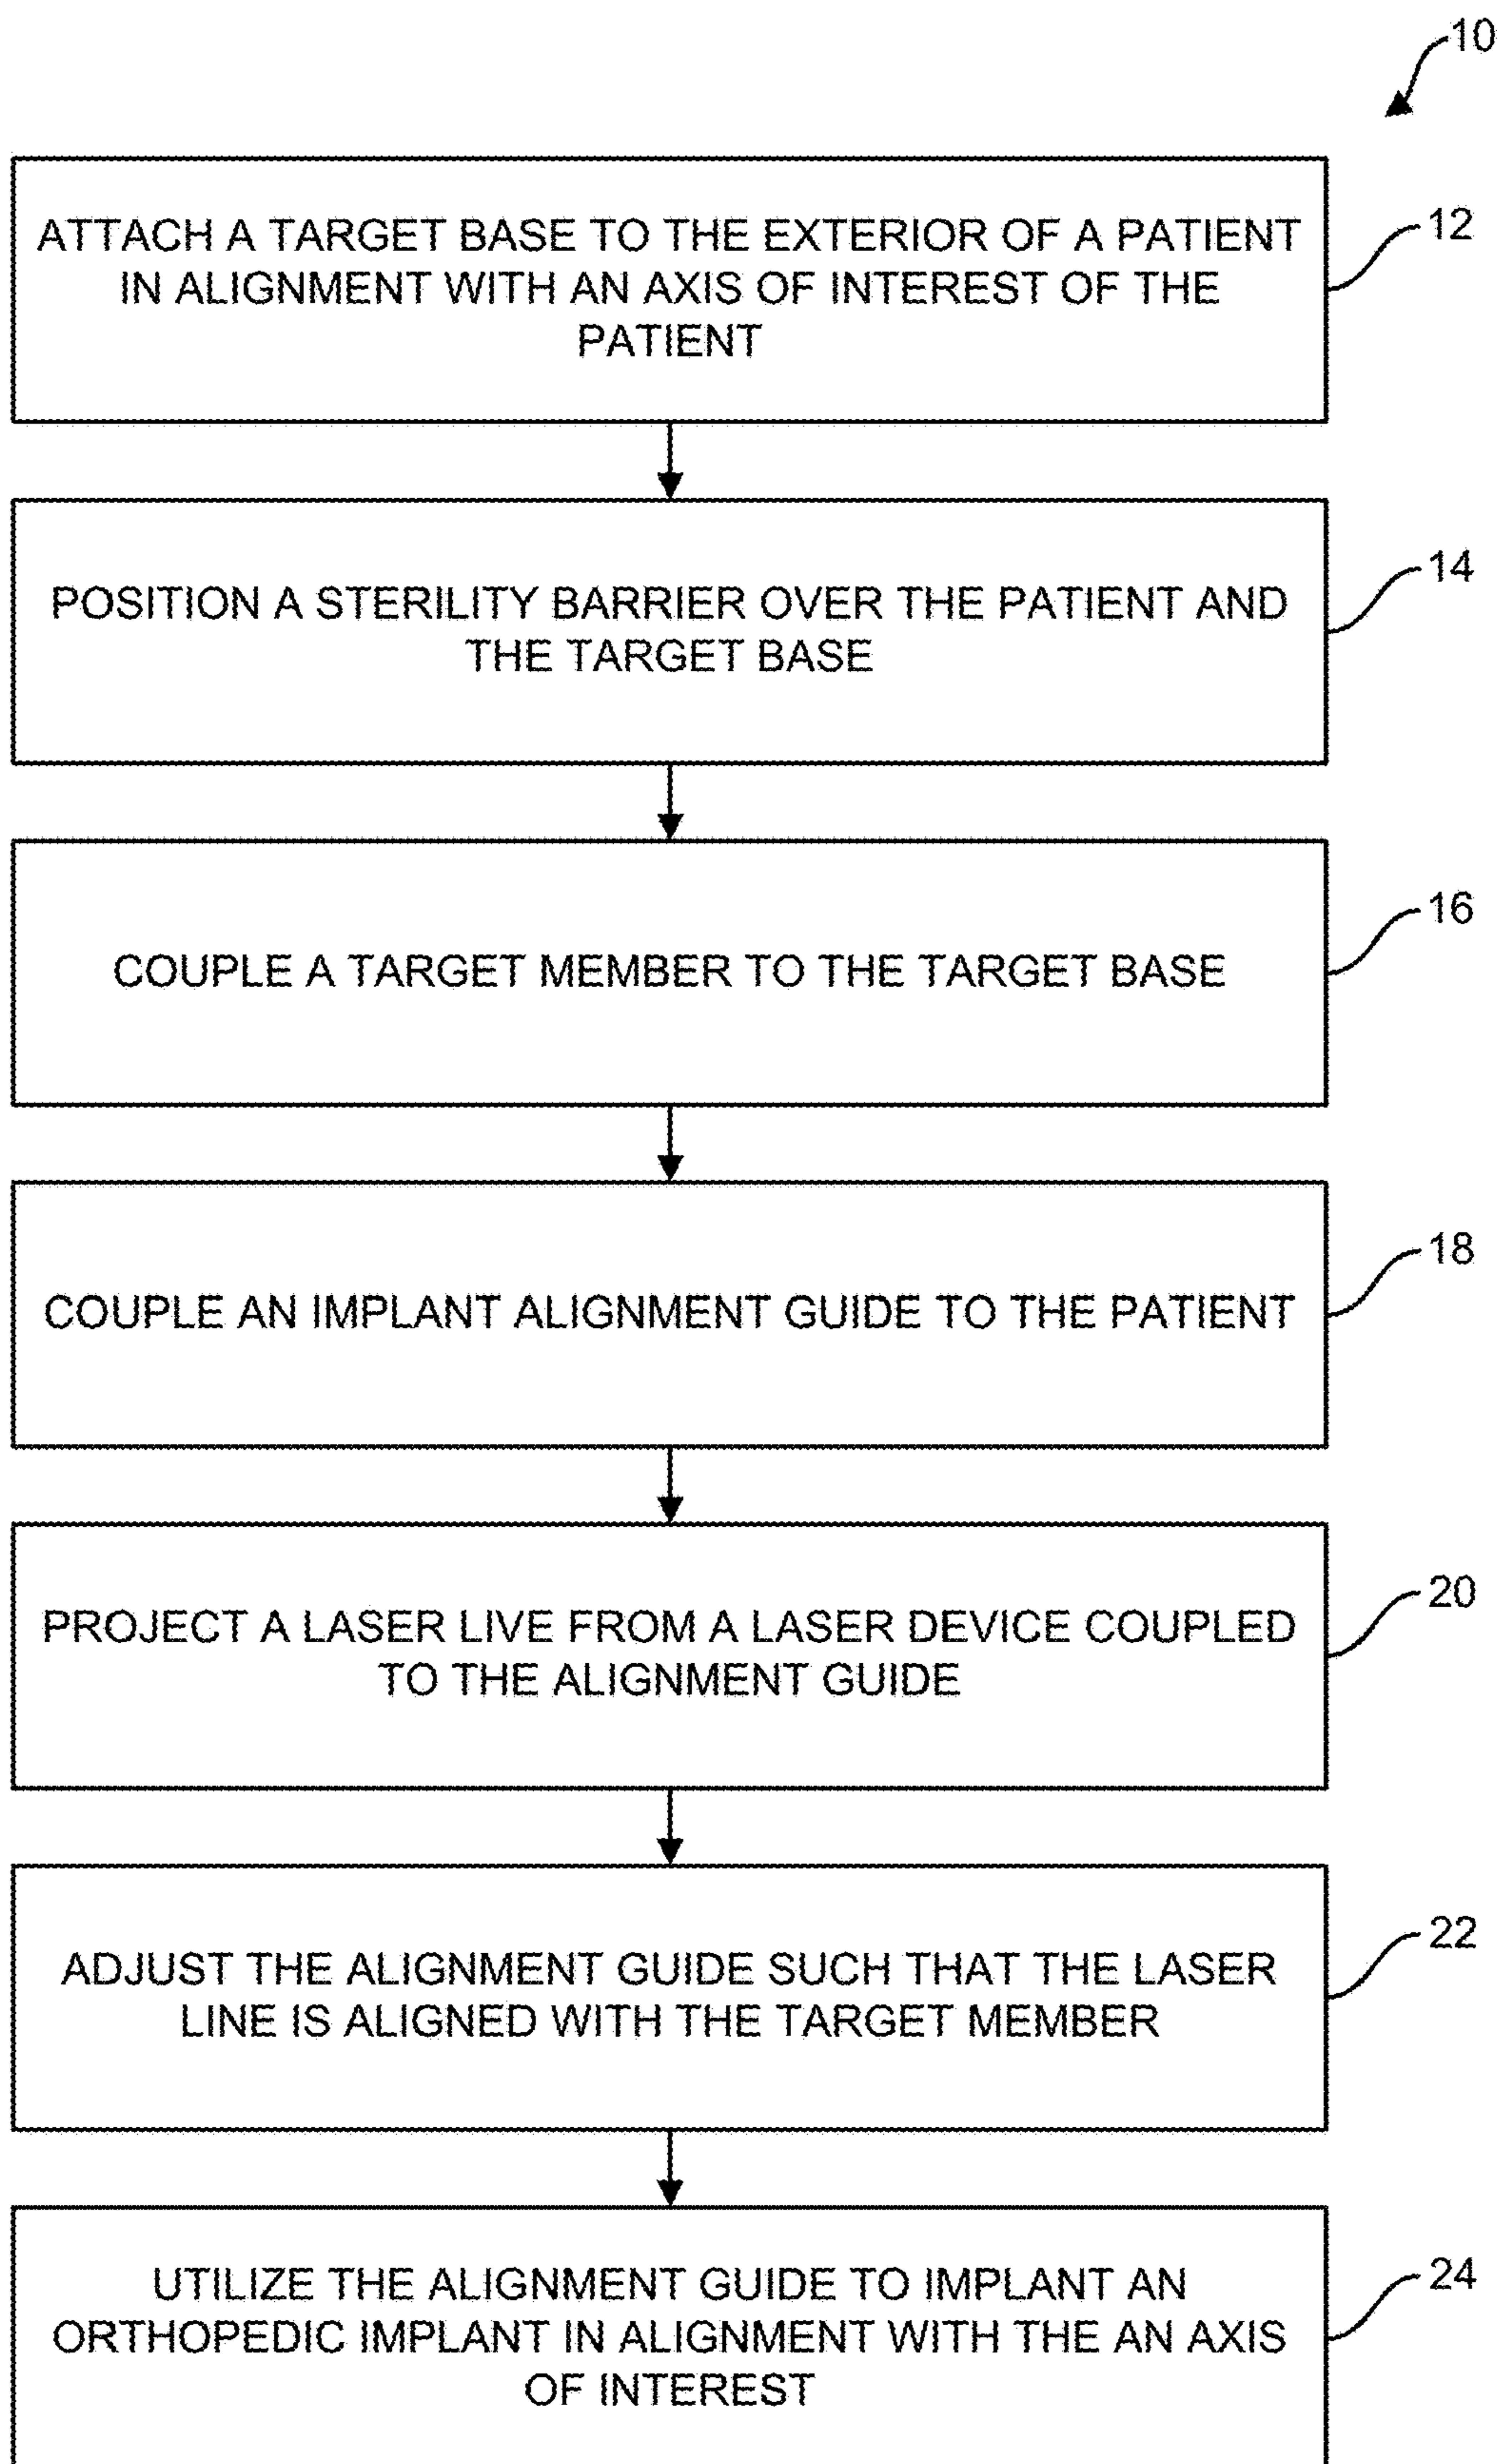 10
ATTACH A TARGET BASE TO THE EXTERIOR OF A PATIENT
IN ALIGNMENT WITH AN AXIS OF INTEREST OF THE
PATIENT
12
POSITION A STERILITY BARRIER OVER THE PATIENT AND
THE TARGET BASE
14
COUPLE A TARGET MEMBER TO THE TARGET BASE
16
COUPLE AN IMPLANT ALIGNMENT GUIDE TO THE PATIENT
18
PROJECT A LASER LIVE FROM A LASER DEVICE COUPLED
TO THE ALIGNMENT GUIDE
20
ADJUST THE ALIGNMENT GUIDE SUCH THAT THE LASER
LINE IS ALIGNED WITH THE TARGET MEMBER
22
UTILIZE THE ALIGNMENT GUIDE TO IMPLANT AN
ORTHOPEDIC IMPLANT IN ALIGNMENT WITH THE AN AXIS
OF INTEREST
24